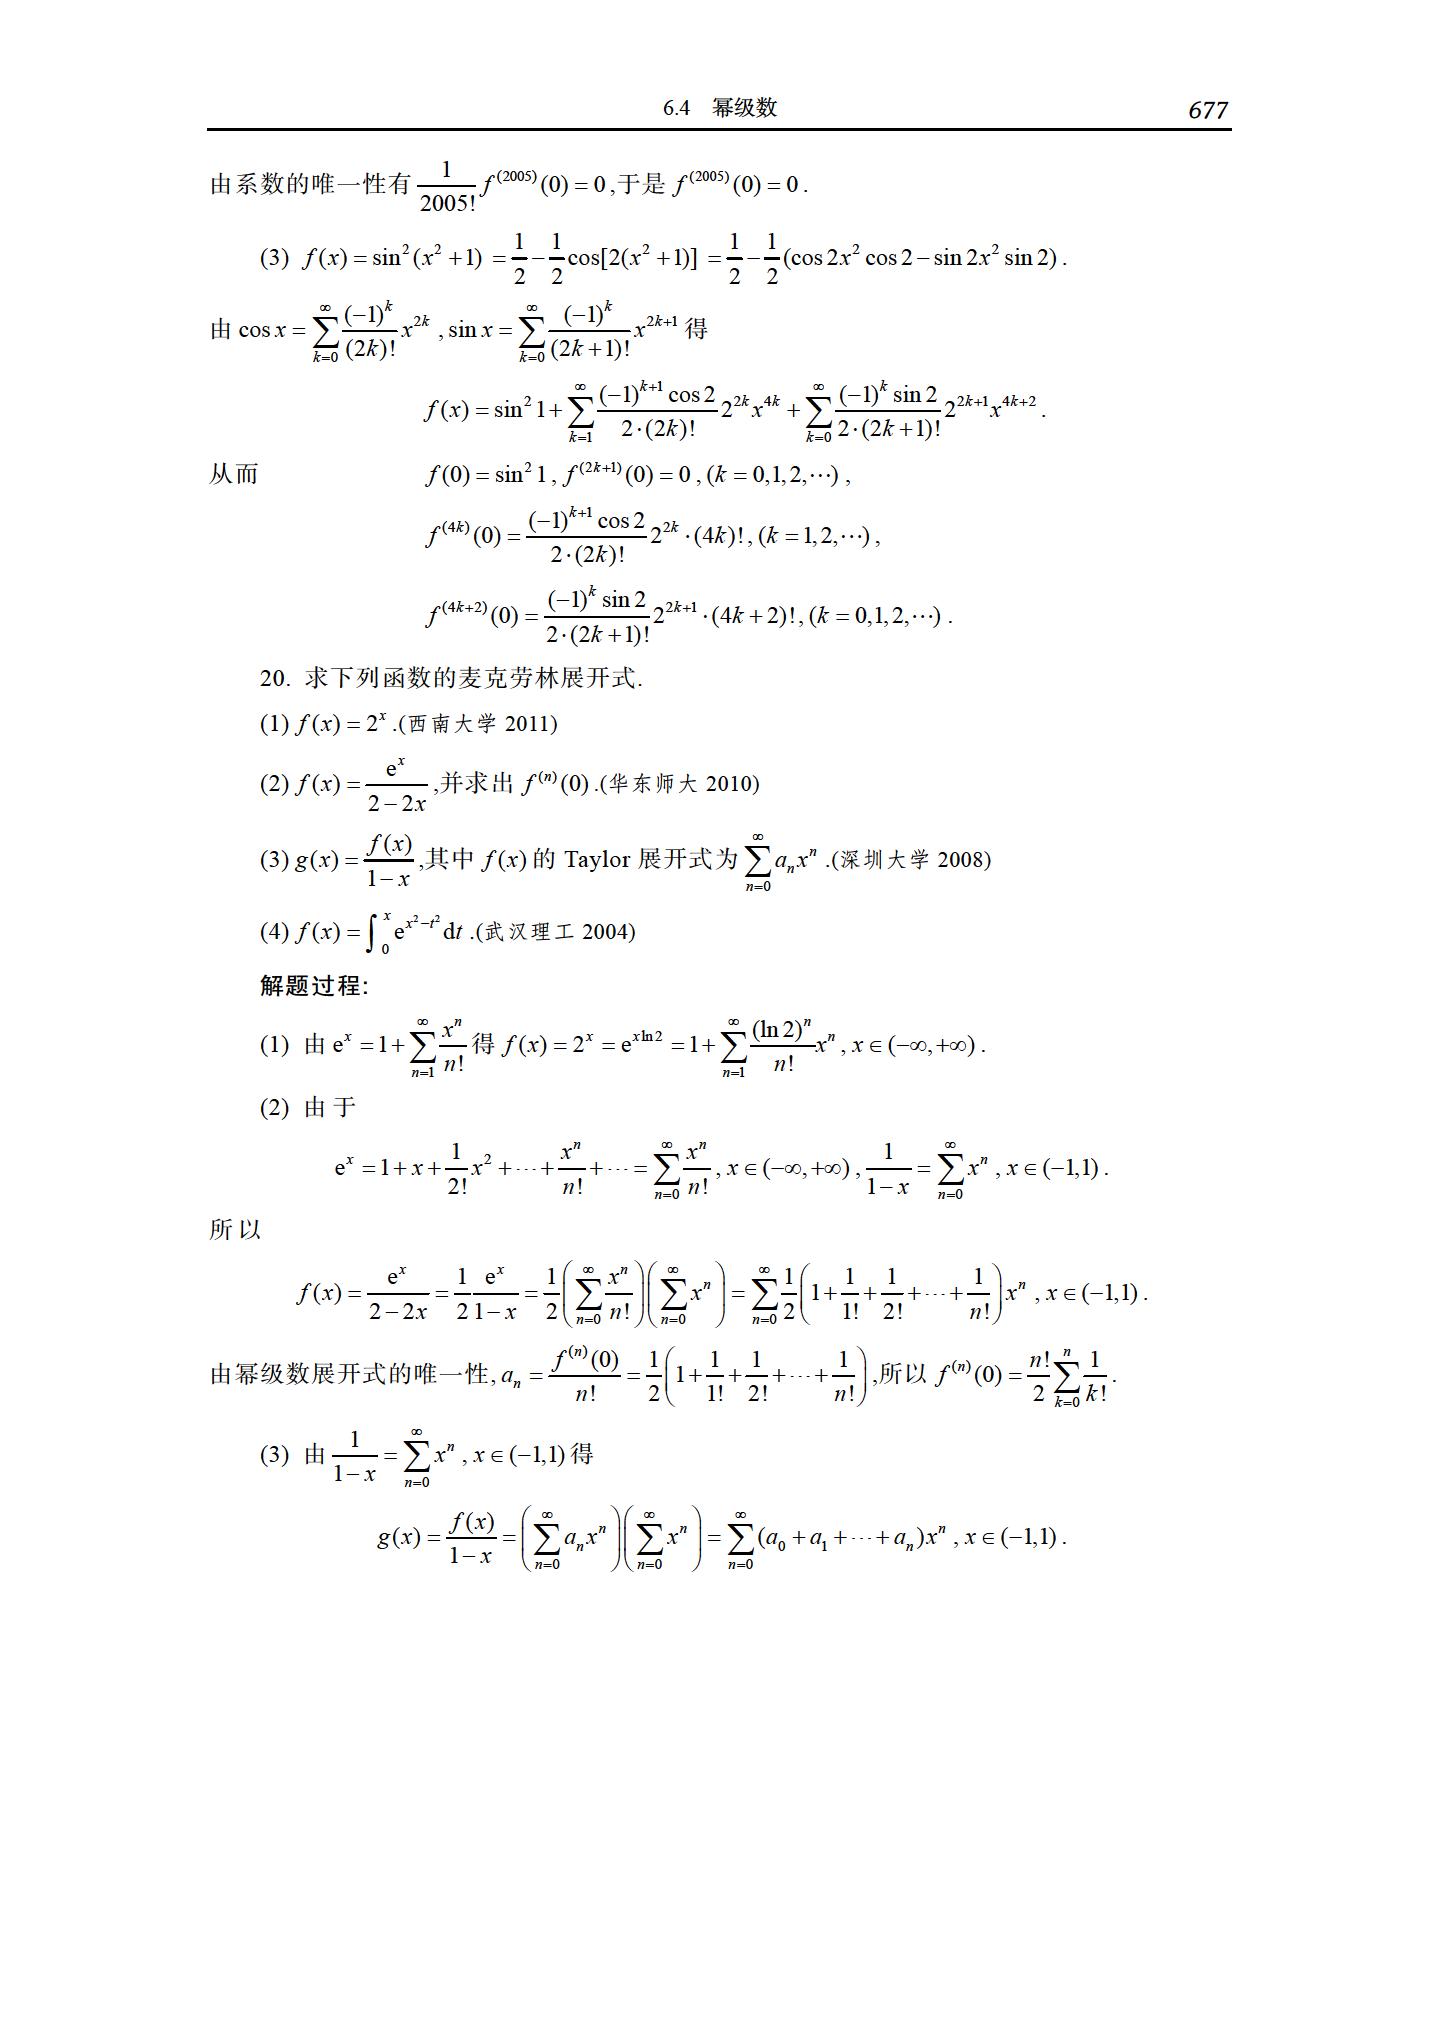 6.4 幂级数 677
由系数的唯一性有 $\frac{1}{2005!}f^{(2005)}(0)=0$,于是 $f^{(2005)}(0)=0$.
(3) $f(x)=\sin^2(x^2+1)=\frac{1}{2}-\frac{1}{2}\cos[2(x^2+1)]=\frac{1}{2}-\frac{1}{2}(\cos 2x^2\cos 2-\sin 2x^2\sin 2)$.
由 $\cos x=\sum_{k=0}^{\infty}\frac{(-1)^k}{(2k)!}x^{2k}$,$\sin x=\sum_{k=0}^{\infty}\frac{(-1)^k}{(2k+1)!}x^{2k+1}$ 得
$f(x)=\sin^2 1+\sum_{k=1}^{\infty}\frac{(-1)^{k+1}\cos 2}{2\cdot(2k)!}2^{2k}x^{4k}+\sum_{k=0}^{\infty}\frac{(-1)^k\sin 2}{2\cdot(2k+1)!}2^{2k+1}x^{4k+2}$.
从而 $f(0)=\sin^2 1$,$f^{(2k+1)}(0)=0$,$(k=0,1,2,\cdots)$,
$f^{(4k)}(0)=\frac{(-1)^{k+1}\cos 2}{2\cdot(2k)!}2^{2k}\cdot(4k)!$,$(k=1,2,\cdots)$,
$f^{(4k+2)}(0)=\frac{(-1)^k\sin 2}{2\cdot(2k+1)!}2^{2k+1}\cdot(4k+2)!$,$(k=0,1,2,\cdots)$.
20. 求下列函数的麦克劳林展开式.
(1) $f(x)=2^x$.(西南大学 2011)
(2) $f(x)=\frac{e^x}{2-2x}$,并求出 $f^{(n)}(0)$.(华东师大 2010)
(3) $g(x)=\frac{f(x)}{1-x}$,其中 $f(x)$ 的 Taylor 展开式为 $\sum_{n=0}^{\infty}a_nx^n$.(深圳大学 2008)
(4) $f(x)=\int_0^x e^{x^2-t^2}dt$.(武汉理工 2004)
解题过程:
(1) 由 $e^x=1+\sum_{n=1}^{\infty}\frac{x^n}{n!}$ 得 $f(x)=2^x=e^{x\ln 2}=1+\sum_{n=1}^{\infty}\frac{(\ln 2)^n}{n!}x^n$,$x\in(-\infty,+\infty)$.
(2) 由于
$e^x=1+x+\frac{1}{2!}x^2+\cdots+\frac{x^n}{n!}+\cdots=\sum_{n=0}^{\infty}\frac{x^n}{n!}$,$x\in(-\infty,+\infty)$,$\frac{1}{1-x}=\sum_{n=0}^{\infty}x^n$,$x\in(-1,1)$.
所以
$f(x)=\frac{e^x}{2-2x}=\frac{1}{2}\frac{e^x}{1-x}=\frac{1}{2}\left(\sum_{n=0}^{\infty}\frac{x^n}{n!}\right)\left(\sum_{n=0}^{\infty}x^n\right)=\sum_{n=0}^{\infty}\frac{1}{2}\left(1+\frac{1}{1!}+\frac{1}{2!}+\cdots+\frac{1}{n!}\right)x^n$,$x\in(-1,1)$.
由幂级数展开式的唯一性,$a_n=\frac{f^{(n)}(0)}{n!}=\frac{1}{2}\left(1+\frac{1}{1!}+\frac{1}{2!}+\cdots+\frac{1}{n!}\right)$,所以 $f^{(n)}(0)=\frac{n!}{2}\sum_{k=0}^{n}\frac{1}{k!}$.
(3) 由 $\frac{1}{1-x}=\sum_{n=0}^{\infty}x^n$,$x\in(-1,1)$ 得
$g(x)=\frac{f(x)}{1-x}=\left(\sum_{n=0}^{\infty}a_nx^n\right)\left(\sum_{n=0}^{\infty}x^n\right)=\sum_{n=0}^{\infty}(a_0+a_1+\cdots+a_n)x^n$,$x\in(-1,1)$.